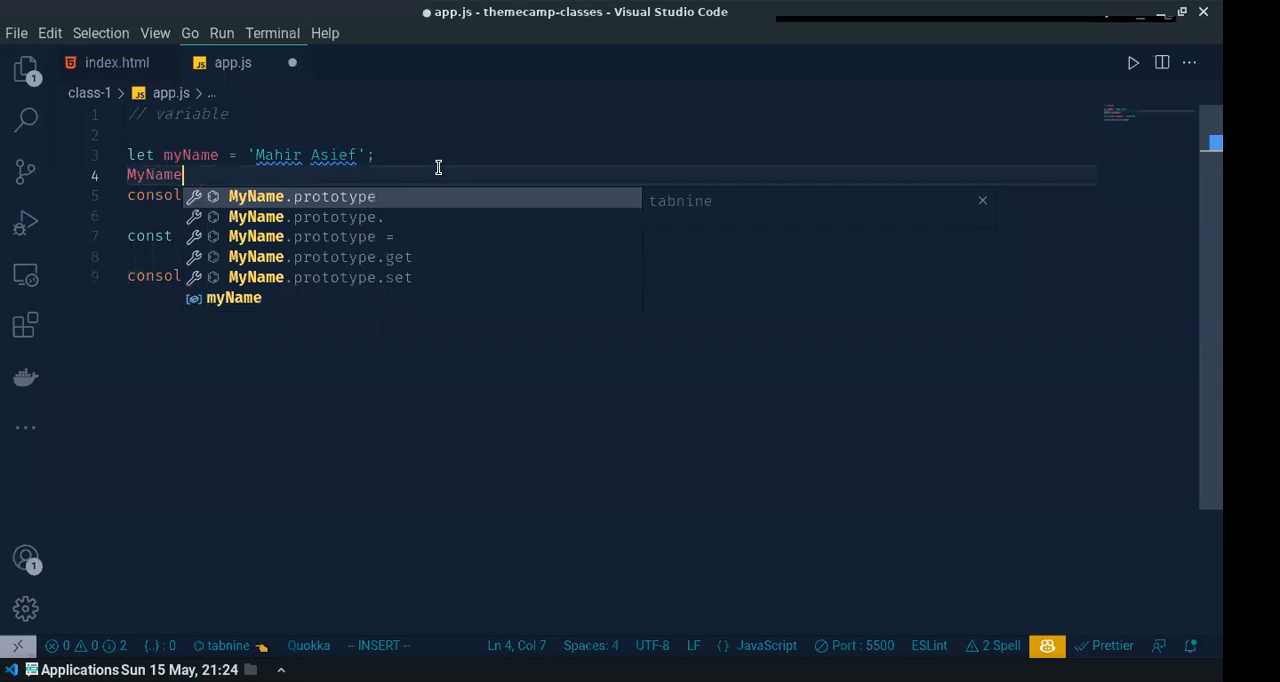 app.js - themecamp-classes - Visual Studio Code
File Edit Selection View Go Run Terminal Help
index.html app.js
1
class-1 > app.js > ...
1 // variable
2
3 let myName = 'Mahir Asief';
4 MyName
5 consol
6
7 const
8
9 consol
MyName.prototype
MyName.prototype.
MyName.prototype =
MyName.prototype.get
MyName.prototype.set
myName
tabnine
1
0 0 2 {..} : 0 tabnine Quokka -- INSERT -- Ln 4, Col 7 Spaces: 4 UTF-8 LF {} JavaScript Port : 5500 ESLint 2 Spell Prettier
Applications Sun 15 May, 21:24